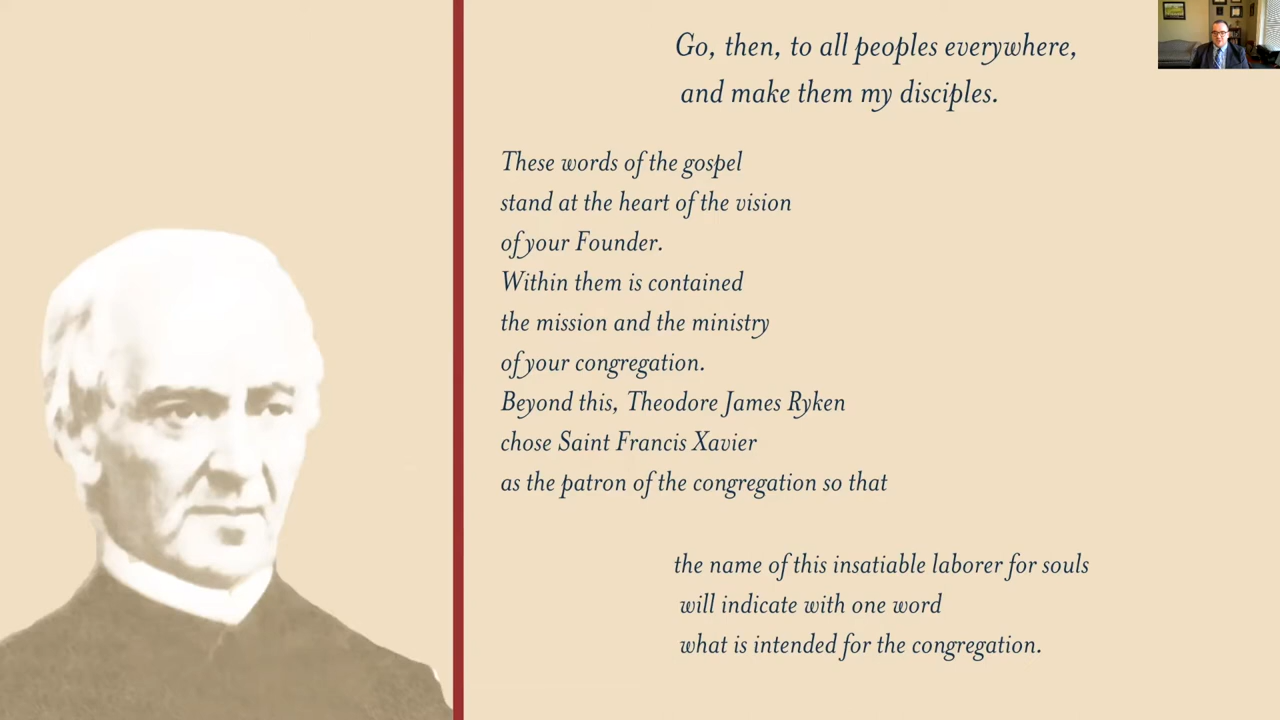 Go, then, to all peoples everywhere,
and make them my disciples.
These words of the gospel
stand at the heart of the vision
of your Founder.
Within them is contained
the mission and the ministry
of your congregation.
Beyond this, Theodore James Ryken
chose Saint Francis Xavier
as the patron of the congregation so that
the name of this insatiable laborer for souls
will indicate with one word
what is intended for the congregation.